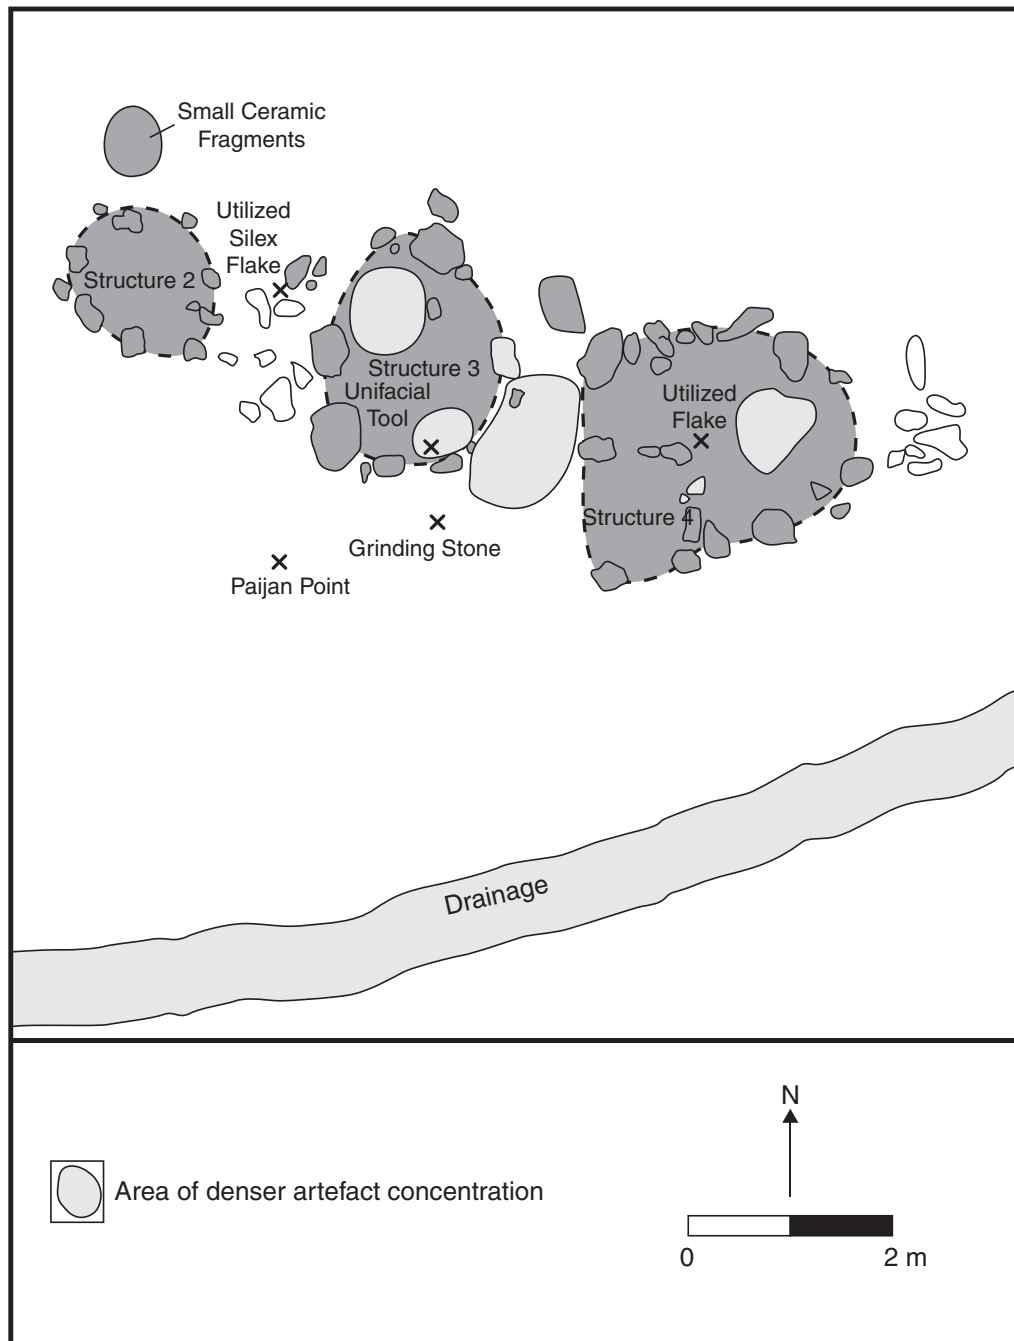 Small Ceramic
Fragments
Utilized
Silex
Flake
Structure 2
Structure 3
Unifacial
Tool
Utilized
Flake
Structure 4
Grinding Stone
Paijan Point
Drainage
N
Area of denser artefact concentration
0 2 m